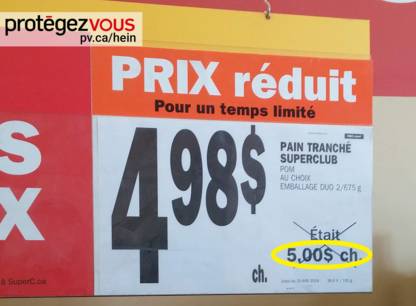 protégezvous
pv.ca/hein
PRIX réduit
Pour un temps limité
S
X
à SuperC.ca
4 98$
ch.
PAIN TRANCHÉ
SUPERCLUB
POM
AU CHOIX
EMBALLAGE DUO 2/675 g
Était
5,00$ ch.